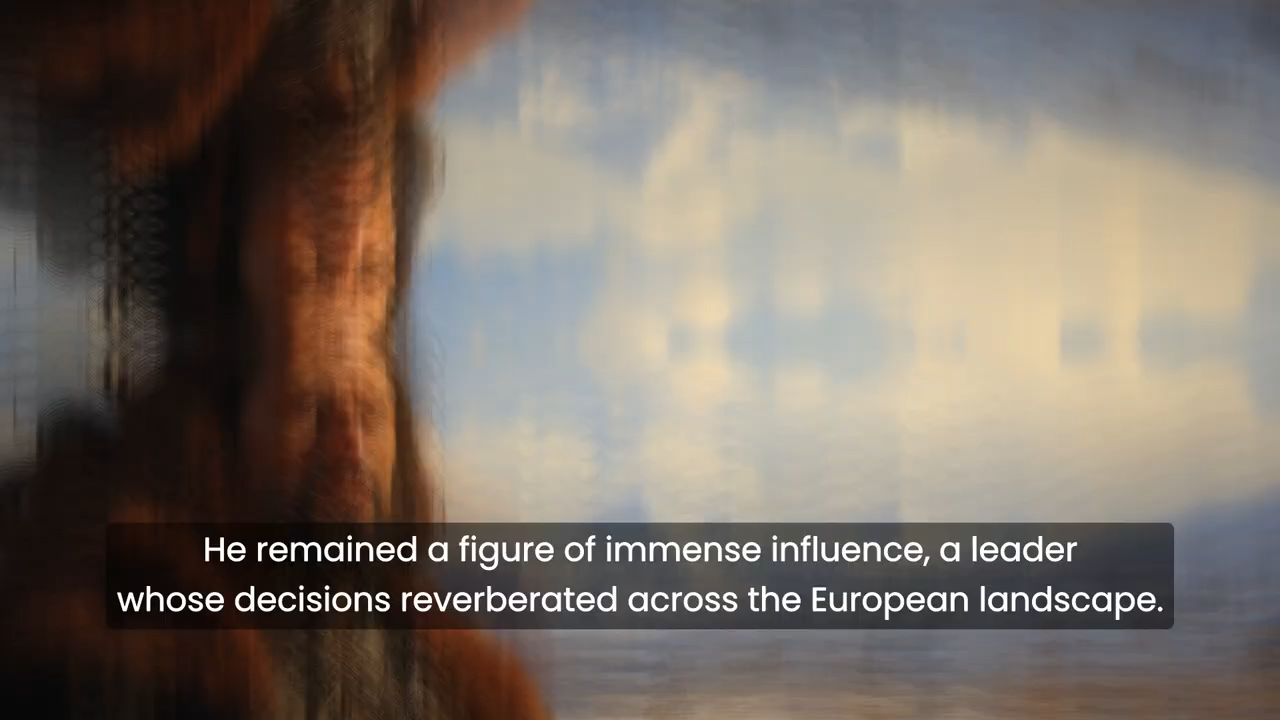 He remained a figure of immense influence, a leader
whose decisions reverberated across the European landscape.